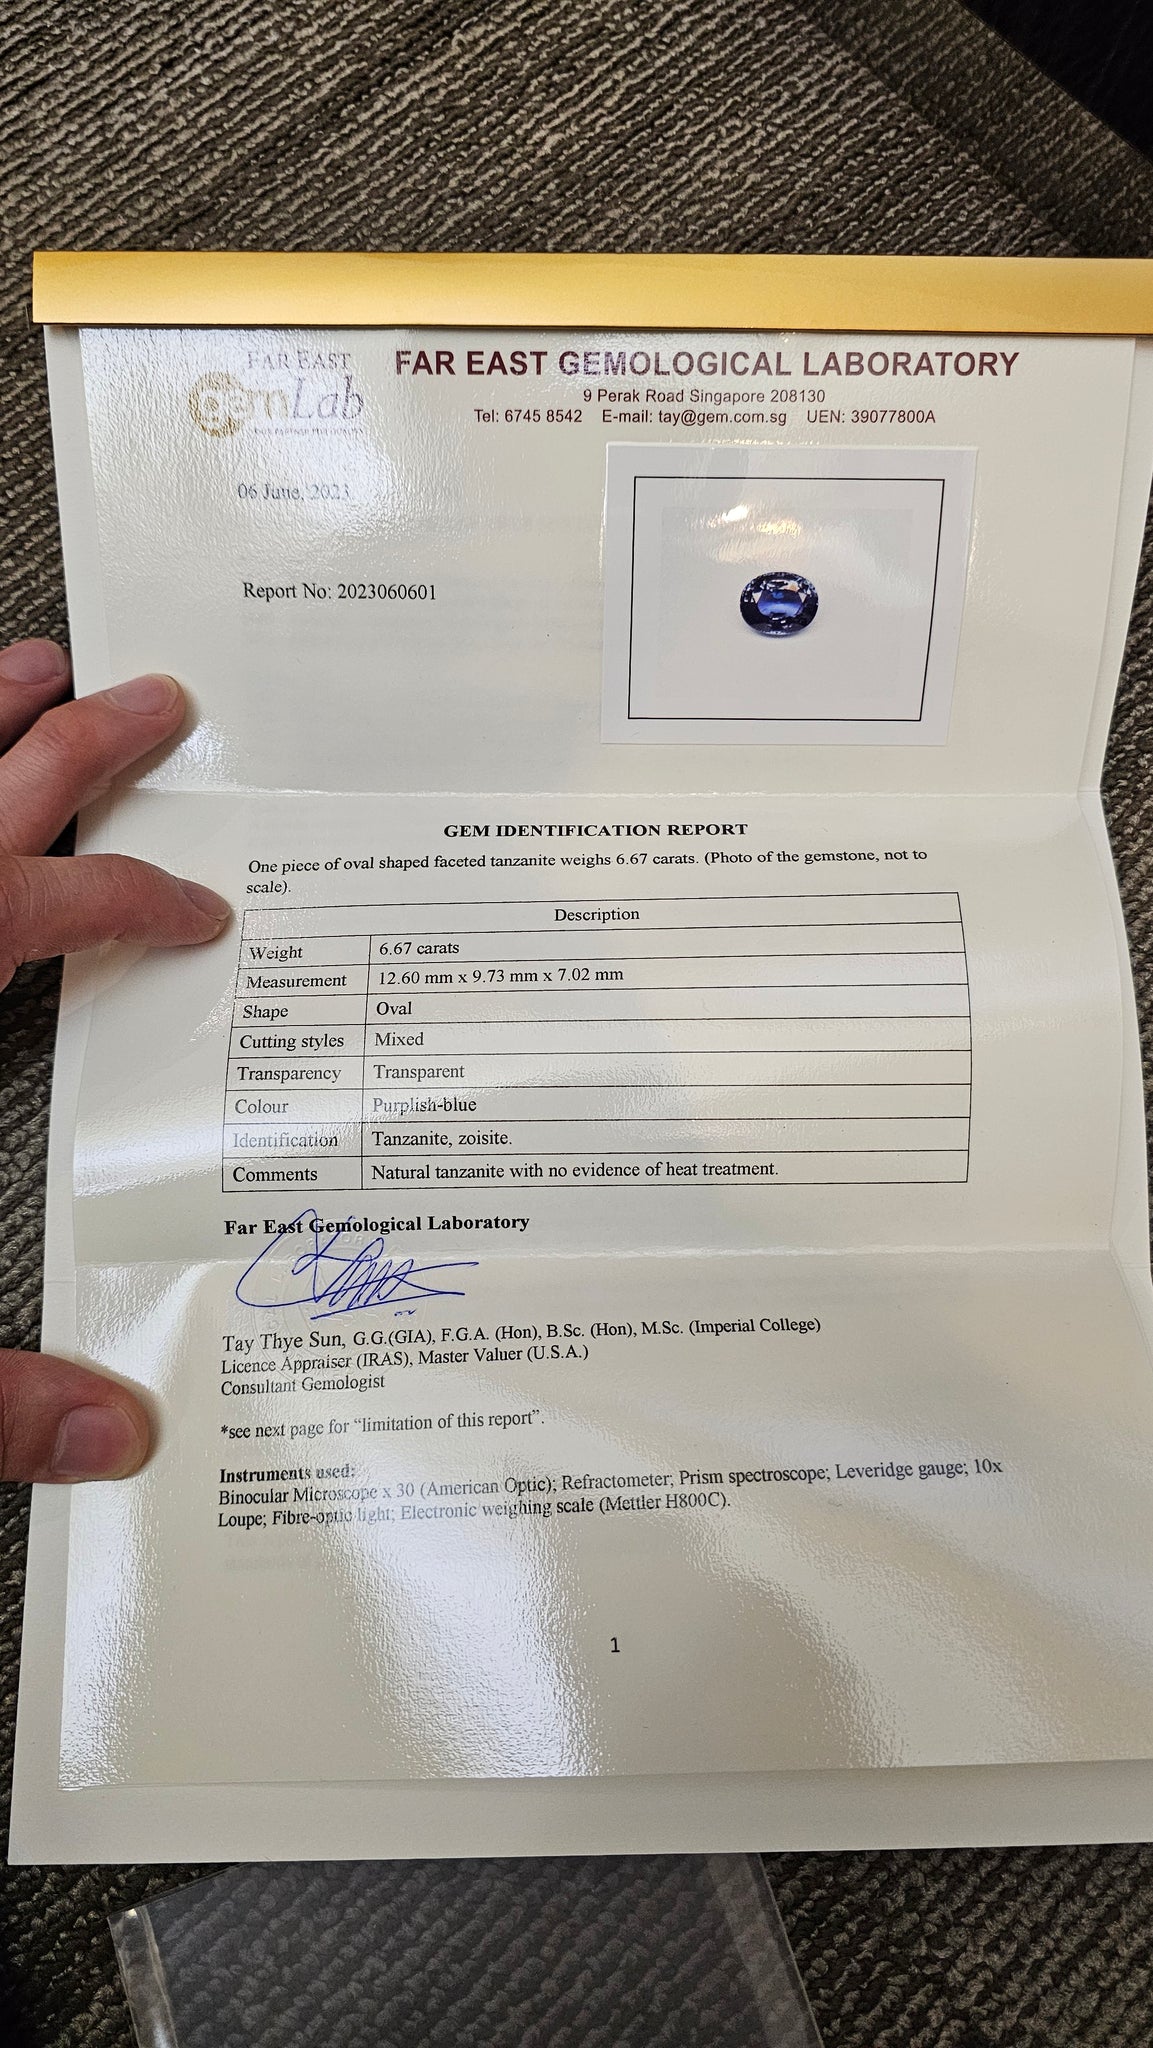 FAR EAST
gemLab
FAR EAST GEMOLOGICAL LABORATORY
9 Perak Road Singapore 208130
Tel: 6745 8542 E-mail: tay@gem.com.sg UEN: 39077800A
06 June, 2023
Report No: 2023060601
GEM IDENTIFICATION REPORT
One piece of oval shaped faceted tanzanite weighs 6.67 carats. (Photo of the gemstone, not to
scale).
Description
Weight 6.67 carats
Measurement 12.60 mm x 9.73 mm x 7.02 mm
Shape Oval
Cutting styles Mixed
Transparency Transparent
Colour Purplish-blue
Identification Tanzanite, zoisite.
Comments Natural tanzanite with no evidence of heat treatment.
Far East Gemological Laboratory
Tay Thye Sun, G.G.(GIA), F.G.A. (Hon), B.Sc. (Hon), M.Sc. (Imperial College)
Licence Appraiser (IRAS), Master Valuer (U.S.A.)
Consultant Gemologist
*see next page for “limitation of this report”.
Instruments used:
Binocular Microscope x 30 (American Optic); Refractometer; Prism spectroscope; Leveridge gauge; 10x
Loupe; Fibre-optic light; Electronic weighing scale (Mettler H800C).
1